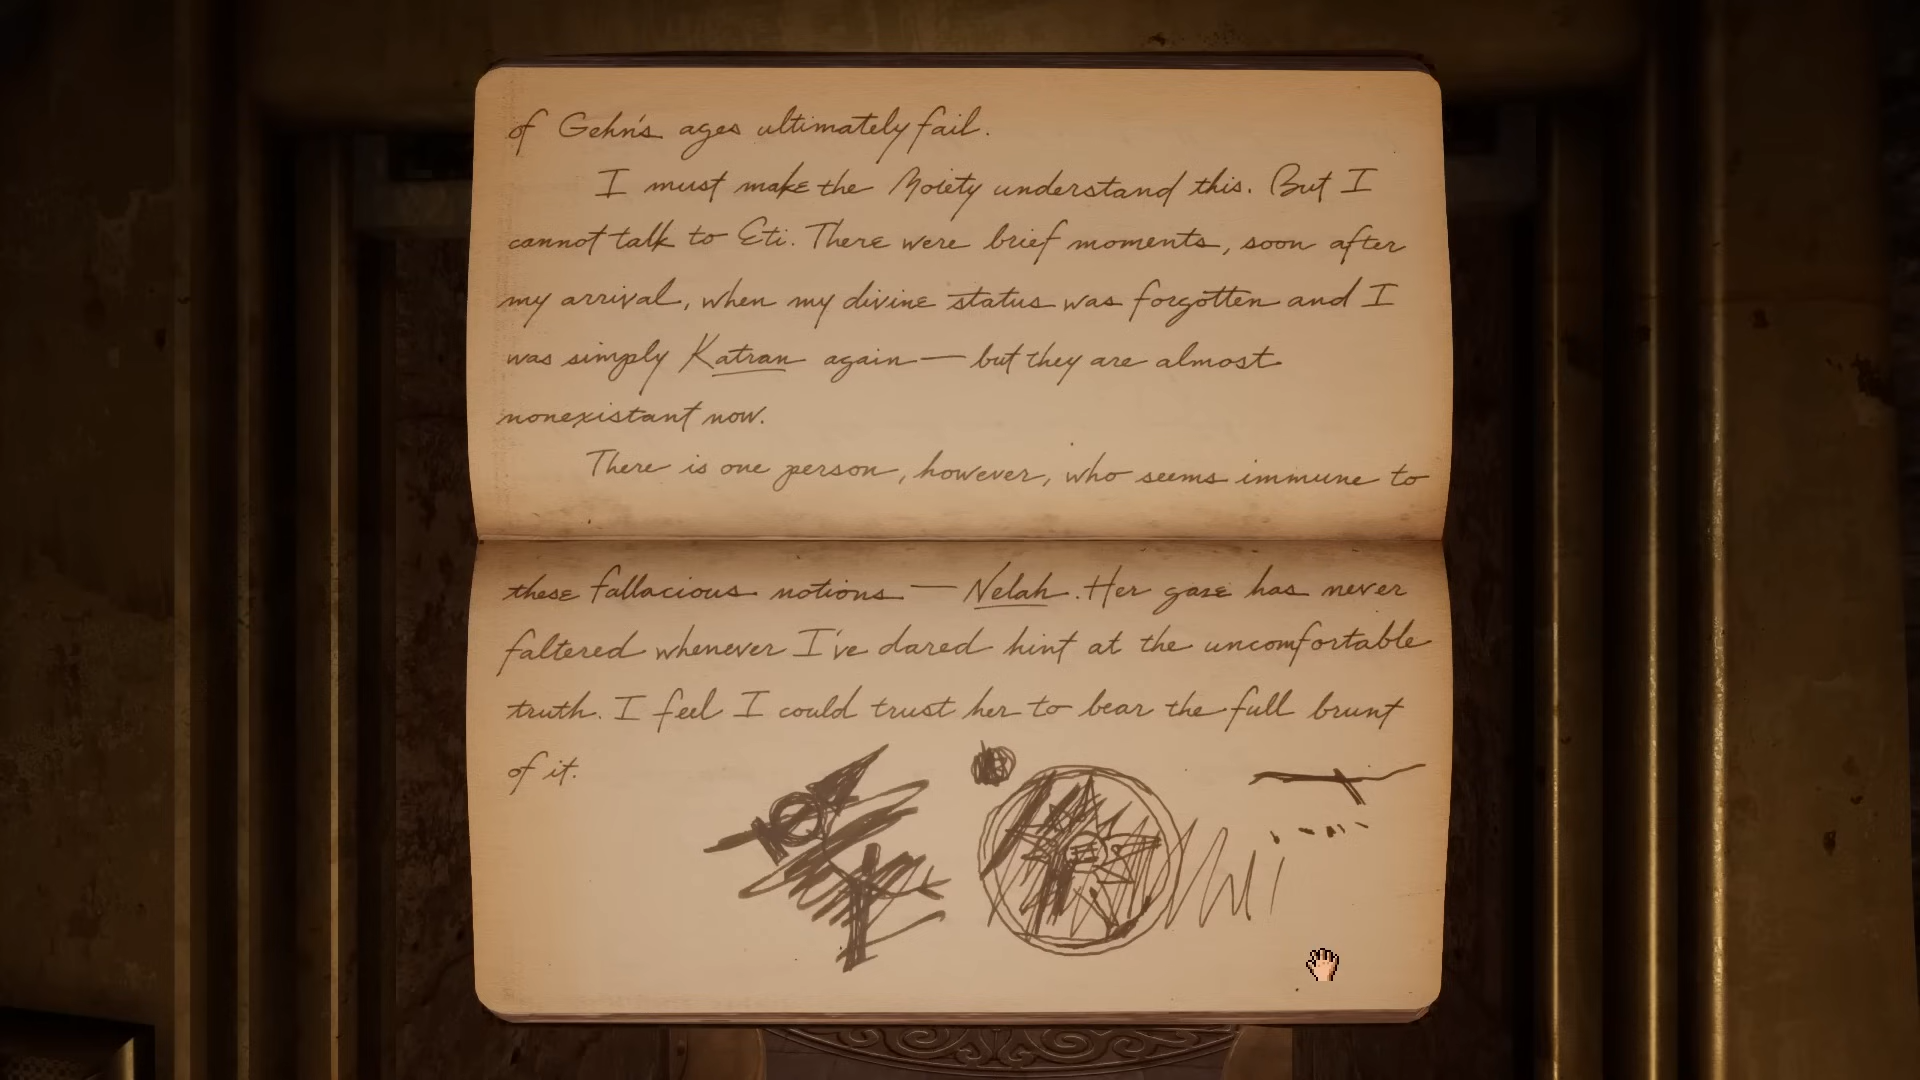 of Gehn's ages ultimately fail.
I must make the Moiety understand this. But I
cannot talk to Eti. There were brief moments, soon after
my arrival, when my divine status was forgotten and I
was simply Katran again — but they are almost
nonexistant now.
There is one person, however, who seems immune to
these fallacious notions — Nelah. Her gaze has never
faltered whenever I've dared hint at the uncomfortable
truth. I feel I could trust her to bear the full brunt
of it.